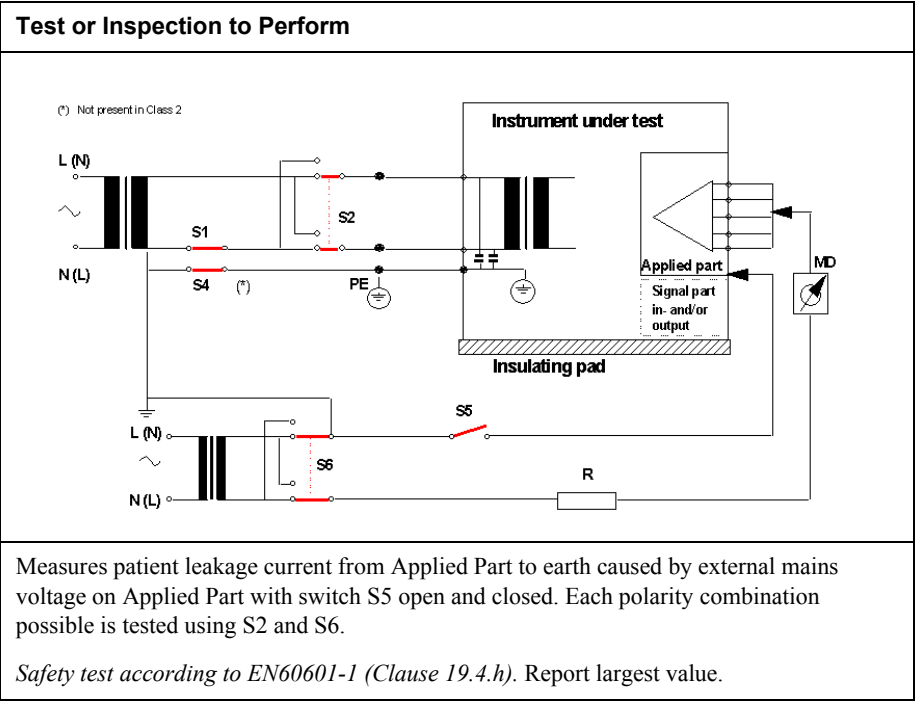 Test or Inspection to Perform
(*) Not present in Class 2
Instrument under test
L (N)
S2
S1
N (L)
S4
(*)
PE
Applied part
MD
Signal part
in- and/or
output
Insulating pad
S5
L (N)
S6
R
N (L)
Measures patient leakage current from Applied Part to earth caused by external mains
voltage on Applied Part with switch S5 open and closed. Each polarity combination
possible is tested using S2 and S6.
Safety test according to EN60601-1 (Clause 19.4.h). Report largest value.